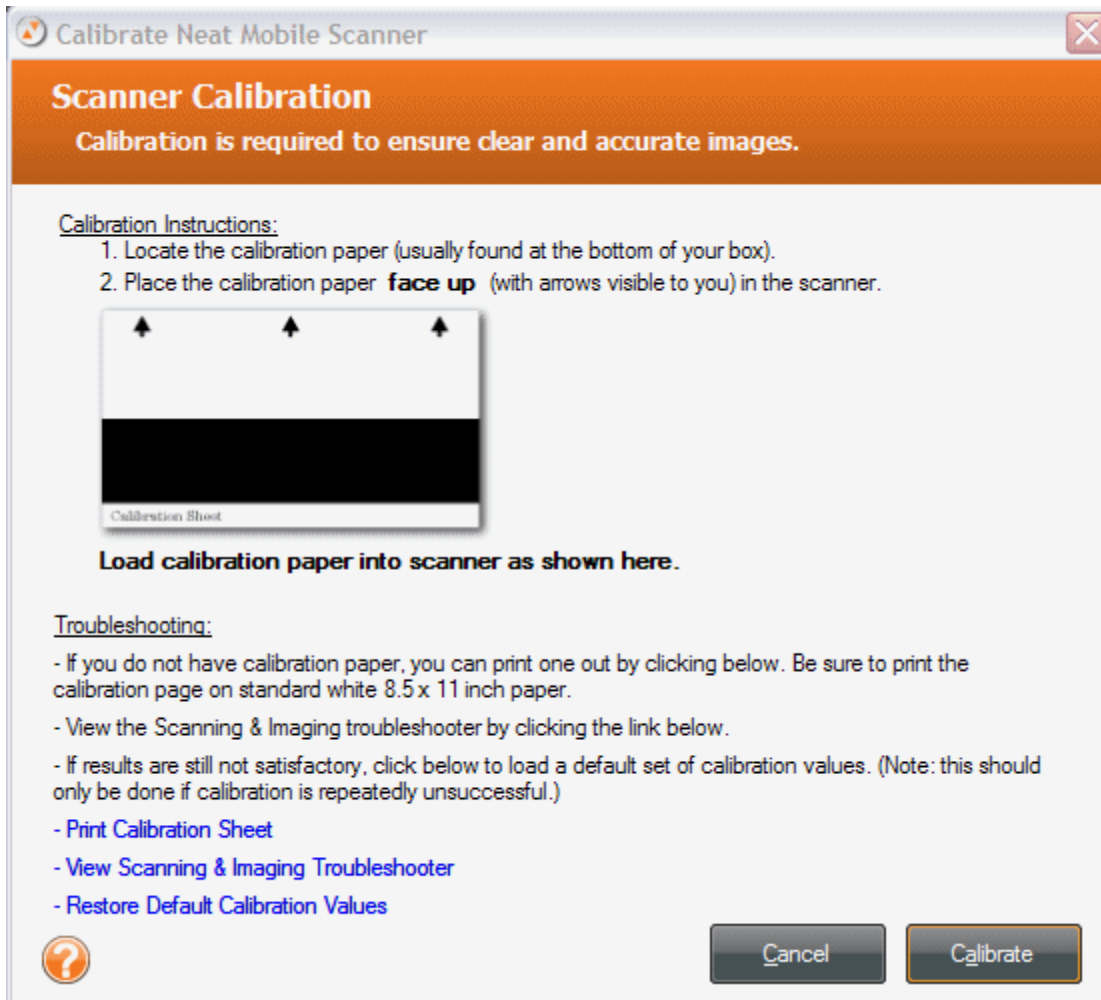 Calibrate Neat Mobile Scanner
Scanner Calibration
Calibration is required to ensure clear and accurate images.
Calibration Instructions:
1. Locate the calibration paper (usually found at the bottom of your box).
2. Place the calibration paper face up (with arrows visible to you) in the scanner.
Calibration Sheet
Load calibration paper into scanner as shown here.
Troubleshooting:
- If you do not have calibration paper, you can print one out by clicking below. Be sure to print the
calibration page on standard white 8.5 x 11 inch paper.
- View the Scanning & Imaging troubleshooter by clicking the link below.
- If results are still not satisfactory, click below to load a default set of calibration values. (Note: this should
only be done if calibration is repeatedly unsuccessful.)
- Print Calibration Sheet
- View Scanning & Imaging Troubleshooter
- Restore Default Calibration Values
?
Cancel
Calibrate